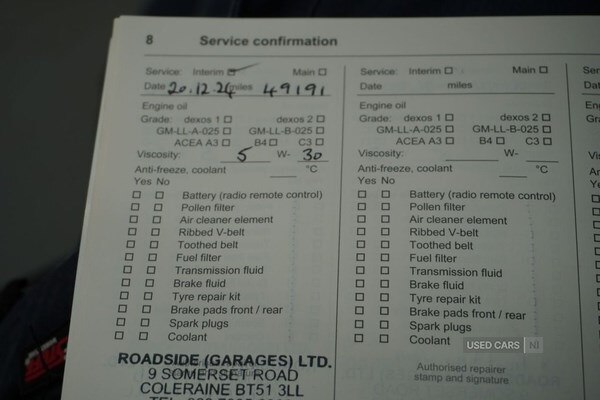 8 Service confirmation
Service: Interim ☑ Main ☐
Date 20.12.24 miles 49191
Engine oil
Grade: dexos 1 ☐ dexos 2 ☐
GM-LL-A-025 ☐ GM-LL-B-025 ☐
ACEA A3 ☐ B4 ☐ C3 ☐
Viscosity: 5 W- 30
Anti-freeze, coolant °C
Yes No
☐ ☐ Battery (radio remote control)
☐ ☐ Pollen filter
☐ ☐ Air cleaner element
☐ ☐ Ribbed V-belt
☐ ☐ Toothed belt
☐ ☐ Fuel filter
☐ ☐ Transmission fluid
☐ ☐ Brake fluid
☐ ☐ Tyre repair kit
☐ ☐ Brake pads front / rear
☐ ☐ Spark plugs
☐ ☐ Coolant
ROADSIDE (GARAGES) LTD.
9 SOMERSET ROAD
COLERAINE BT51 3LL
Service: Interim ☐ Main ☐
Date miles
Engine oil
Grade: dexos 1 ☐ dexos 2 ☐
GM-LL-A-025 ☐ GM-LL-B-025 ☐
ACEA A3 ☐ B4 ☐ C3 ☐
Viscosity: W-
Anti-freeze, coolant °C
Yes No
☐ ☐ Battery (radio remote control)
☐ ☐ Pollen filter
☐ ☐ Air cleaner element
☐ ☐ Ribbed V-belt
☐ ☐ Toothed belt
☐ ☐ Fuel filter
☐ ☐ Transmission fluid
☐ ☐ Brake fluid
☐ ☐ Tyre repair kit
☐ ☐ Brake pads front / rear
☐ ☐ Spark plugs
☐ ☐ Coolant
Authorised repairer
stamp and signature
USED CARS NI